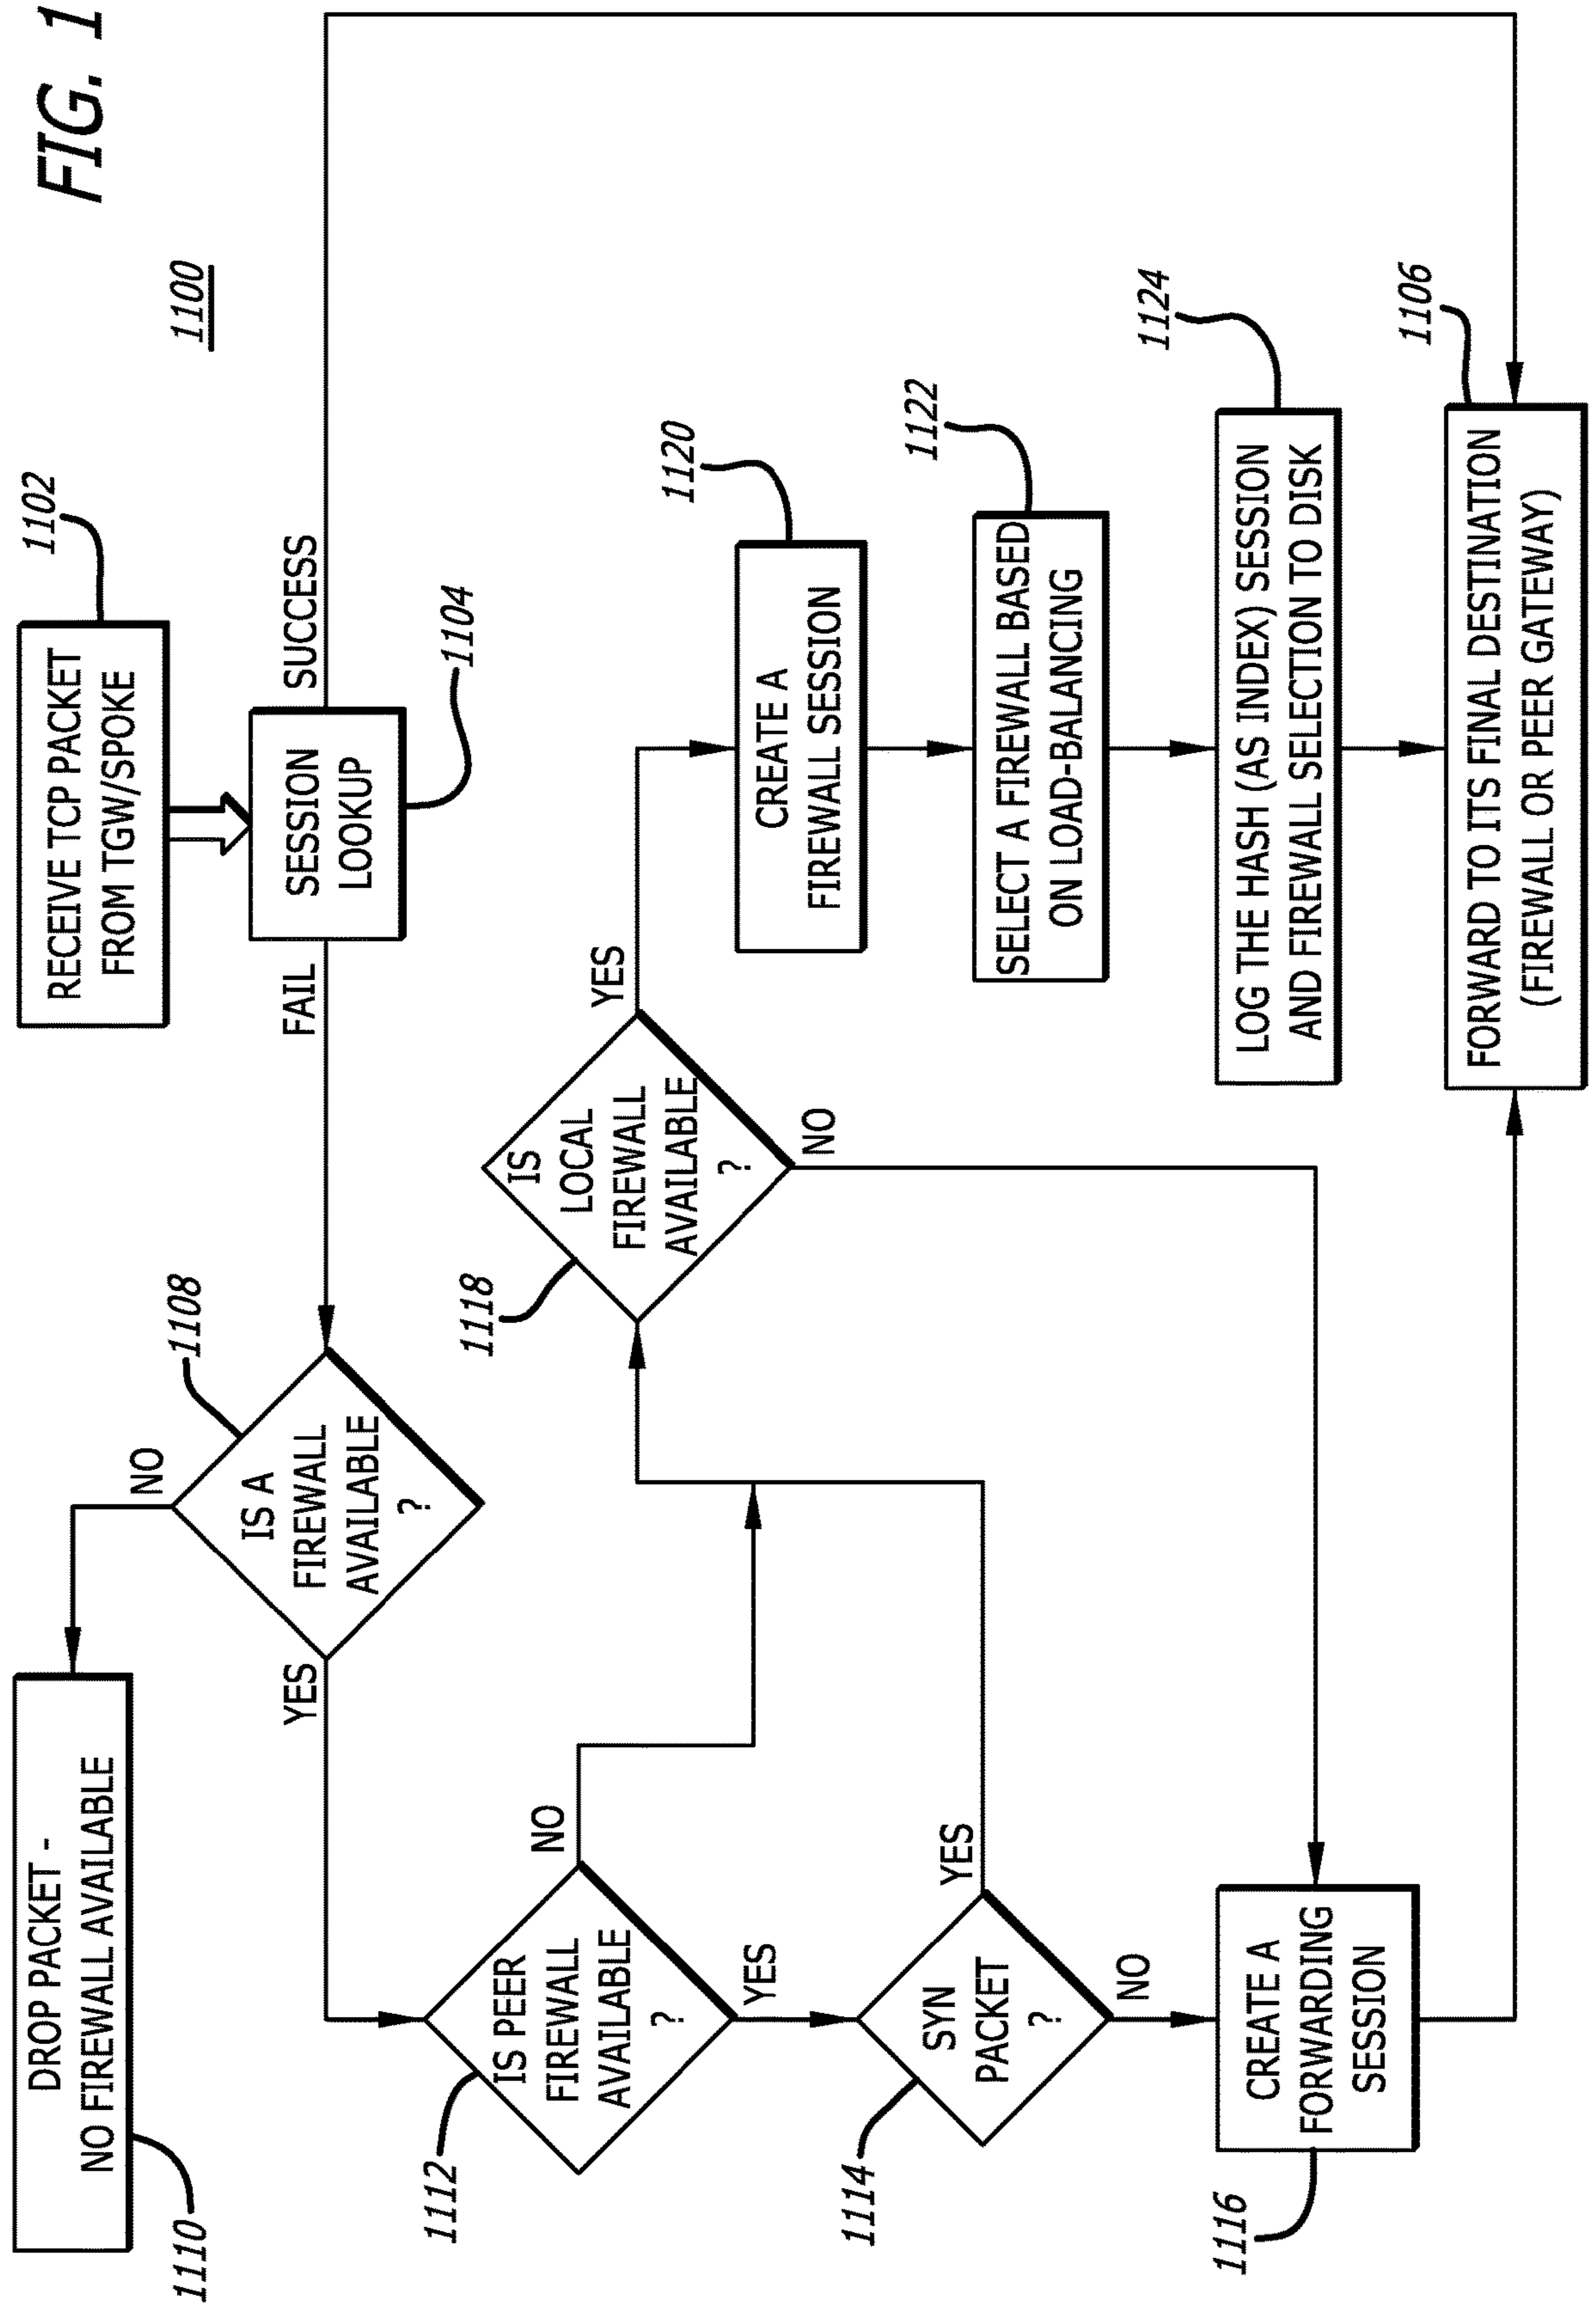 FIG. 1
1100
RECEIVE TCP PACKET
FROM TGW/SPOKE
1102
SESSION
LOOKUP
1104
SUCCESS
FAIL
IS A
FIREWALL
AVAILABLE
?
1108
NO
YES
DROP PACKET -
NO FIREWALL AVAILABLE
1110
IS PEER
FIREWALL
AVAILABLE
?
1112
NO
YES
SYN
PACKET
?
1114
YES
NO
CREATE A
FORWARDING
SESSION
1116
IS
LOCAL
FIREWALL
AVAILABLE
?
1118
YES
NO
CREATE A
FIREWALL SESSION
1120
SELECT A FIREWALL BASED
ON LOAD-BALANCING
1122
LOG THE HASH (AS INDEX) SESSION
AND FIREWALL SELECTION TO DISK
1124
FORWARD TO ITS FINAL DESTINATION
(FIREWALL OR PEER GATEWAY)
1106